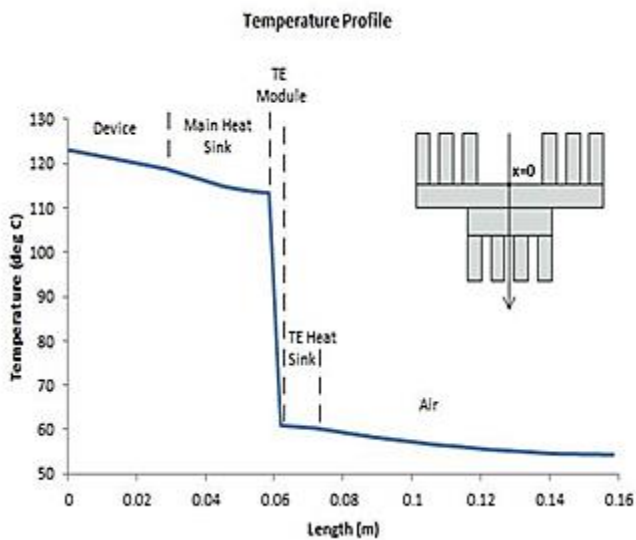 Temperature Profile
TE
Module
Device
Main Heat
Sink
x=0
TE Heat
Sink
Air
Temperature (deg C)
130
120
110
100
90
80
70
60
50
0
0.02
0.04
0.06
0.08
0.1
0.12
0.14
0.16
Length (m)